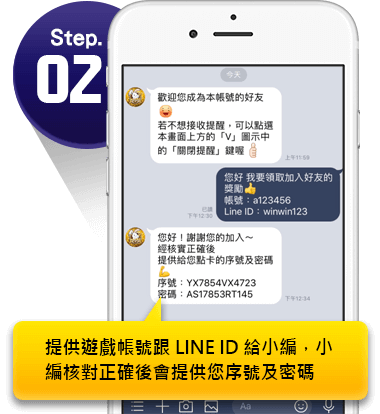 Step.
02
今天
歡迎您成為本帳號的好友
若不想接收提醒，可以點選
本畫面上方的「V」圖示中
的「關閉提醒」鍵喔
上午11:59
您好 我要領取加入好友的
獎勵👍
帳號：a123456
Line ID：winwin123
已讀
下午12:30
您好！謝謝您的加入～
經核實正確後
提供給您點卡的序號及密碼
💪
序號：YX7854VX4723
密碼：AS17853RT145
下午12:34
提供遊戲帳號跟 LINE ID 給小編，小
編核對正確後會提供您序號及密碼